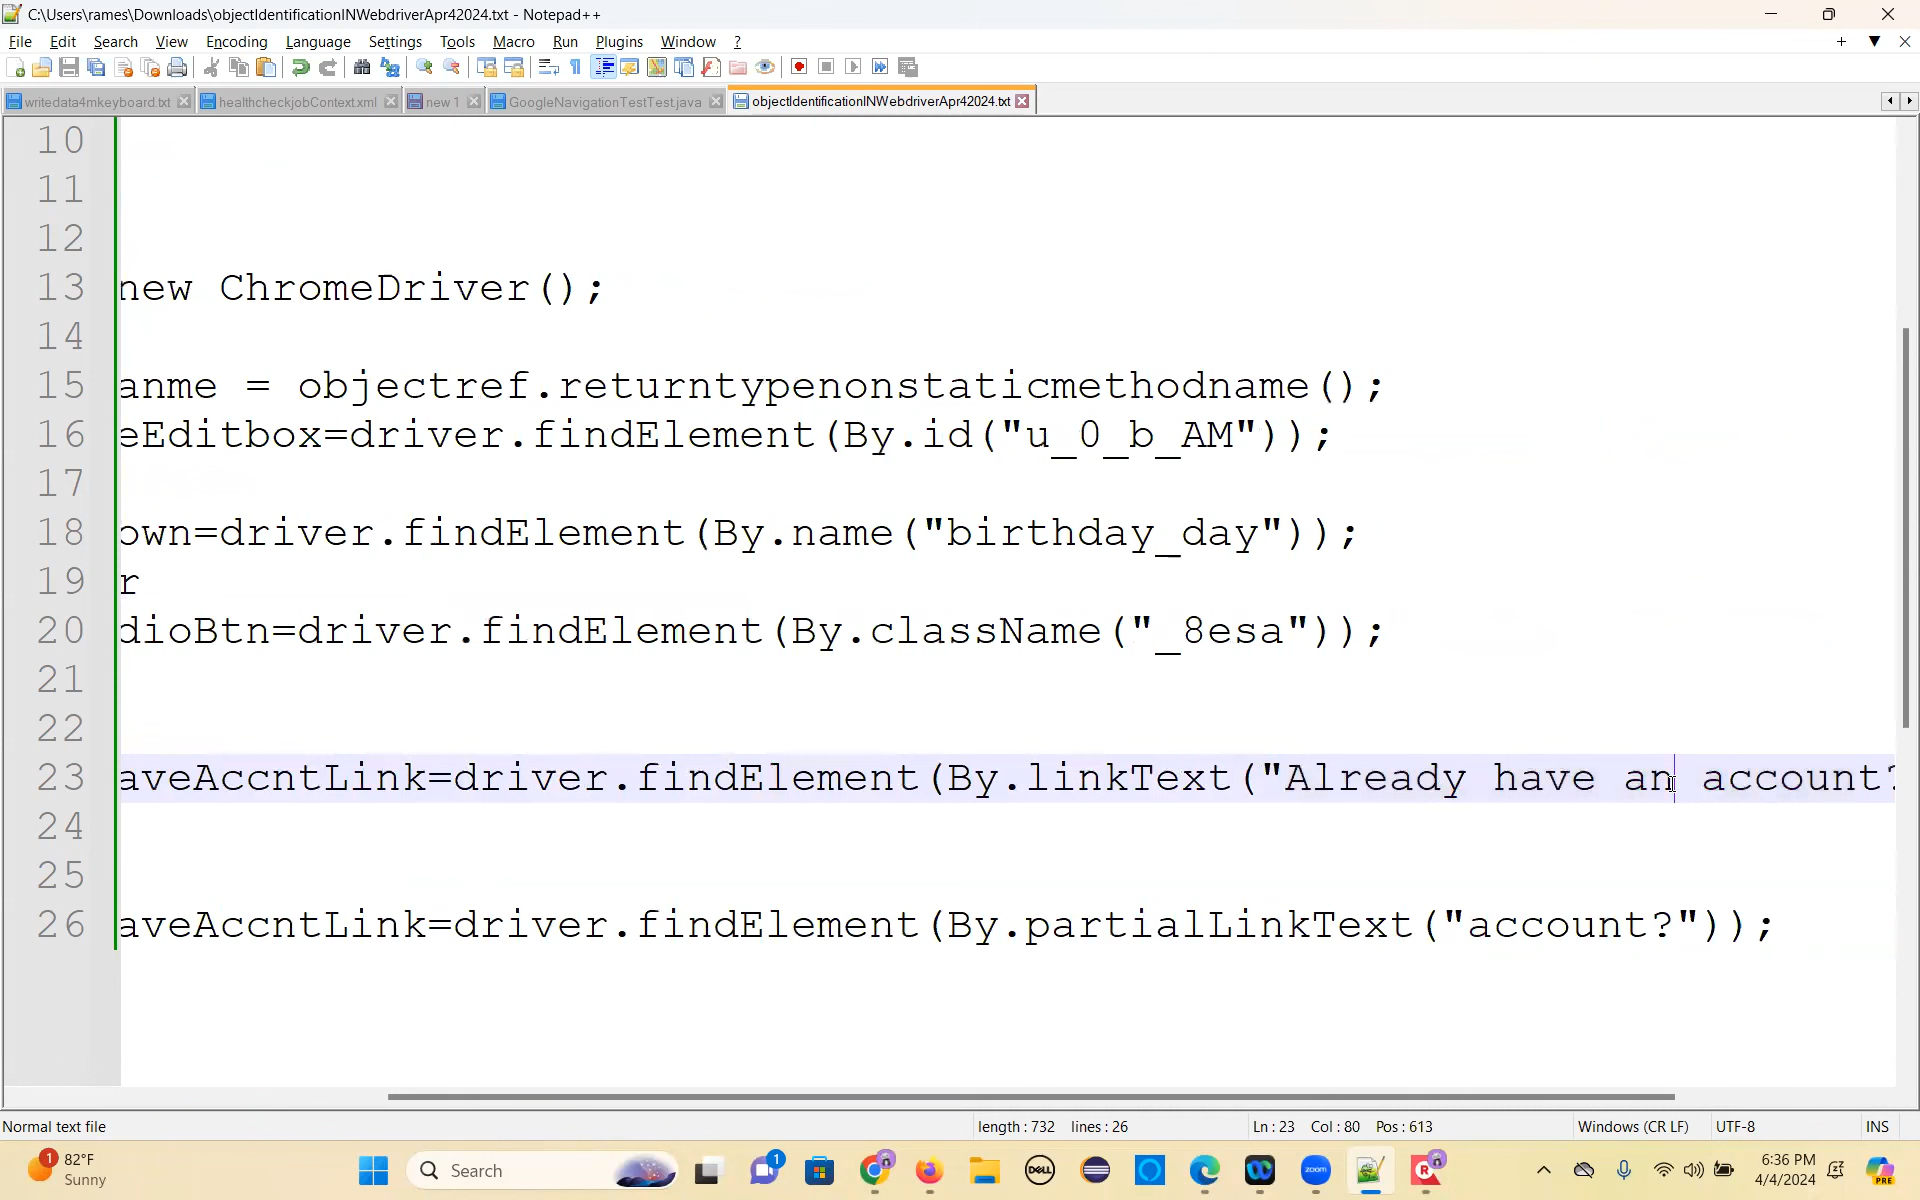 C:\Users\rames\Downloads\objectIdentificationINWebdriverApr42024.txt - Notepad++
File Edit Search View Encoding Language Settings Tools Macro Run Plugins Window ?
writedata4mkeyboard.txt healthcheckjobContext.xml new 1 GoogleNavigationTestTest.java objectIdentificationINWebdriverApr42024.txt
10
11
12
13 new ChromeDriver();
14
15 anme = objectref.returntypenonstaticmethodname();
16 eEditbox=driver.findElement(By.id("u_0_b_AM"));
17
18 own=driver.findElement(By.name("birthday_day"));
19 r
20 dioBtn=driver.findElement(By.className("_8esa"));
21
22
23 aveAccntLink=driver.findElement(By.linkText("Already have an account?
24
25
26 aveAccntLink=driver.findElement(By.partialLinkText("account?"));
Normal text file length : 732 lines : 26 Ln : 23 Col : 80 Pos : 613 Windows (CR LF) UTF-8 INS
1 82°F
Sunny
Search
1
DELL
zoom
PRE
6:36 PM
4/4/2024